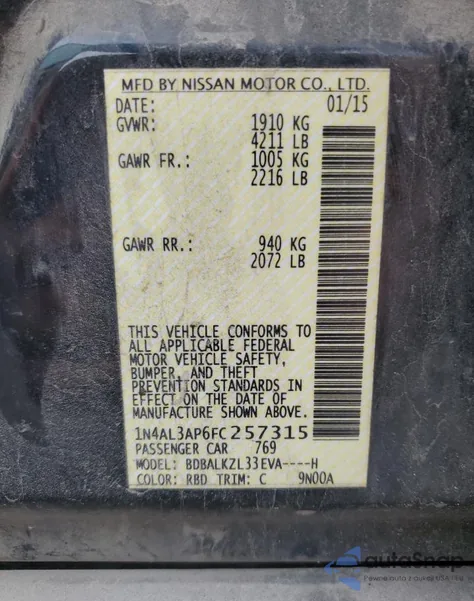 MFD BY NISSAN MOTOR CO., LTD.
DATE: 01/15
GVWR: 1910 KG
4211 LB
GAWR FR.: 1005 KG
2216 LB
GAWR RR.: 940 KG
2072 LB
THIS VEHICLE CONFORMS TO
ALL APPLICABLE FEDERAL
MOTOR VEHICLE SAFETY,
BUMPER, AND THEFT
PREVENTION STANDARDS IN
EFFECT ON THE DATE OF
MANUFACTURE SHOWN ABOVE.
1N4AL3AP6FC257315
PASSENGER CAR 769
MODEL: BDBALKZL33EVA----H
COLOR: RBD TRIM: C 9N00A
autoSnap